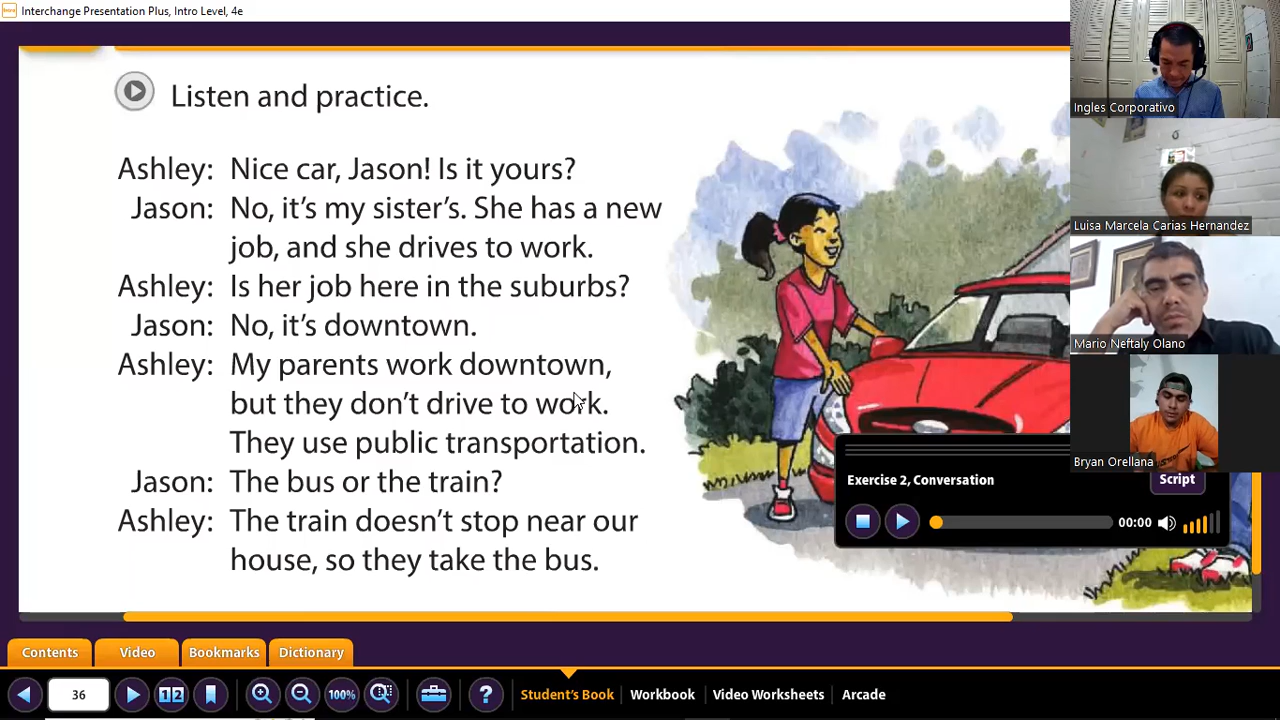 Interchange Presentation Plus, Intro Level, 4e
Listen and practice.
Ashley: Nice car, Jason! Is it yours?
Jason: No, it's my sister's. She has a new
job, and she drives to work.
Ashley: Is her job here in the suburbs?
Jason: No, it's downtown.
Ashley: My parents work downtown,
but they don't drive to work.
They use public transportation.
Jason: The bus or the train?
Ashley: The train doesn't stop near our
house, so they take the bus.
Ingles Corporativo
Luisa Marcela Carias Hernandez
Mario Neftaly Olano
Bryan Orellana
Exercise 2, Conversation
Script
00:00
Contents
Video
Bookmarks
Dictionary
36
1 2
100%
?
Student's Book
Workbook
Video Worksheets
Arcade